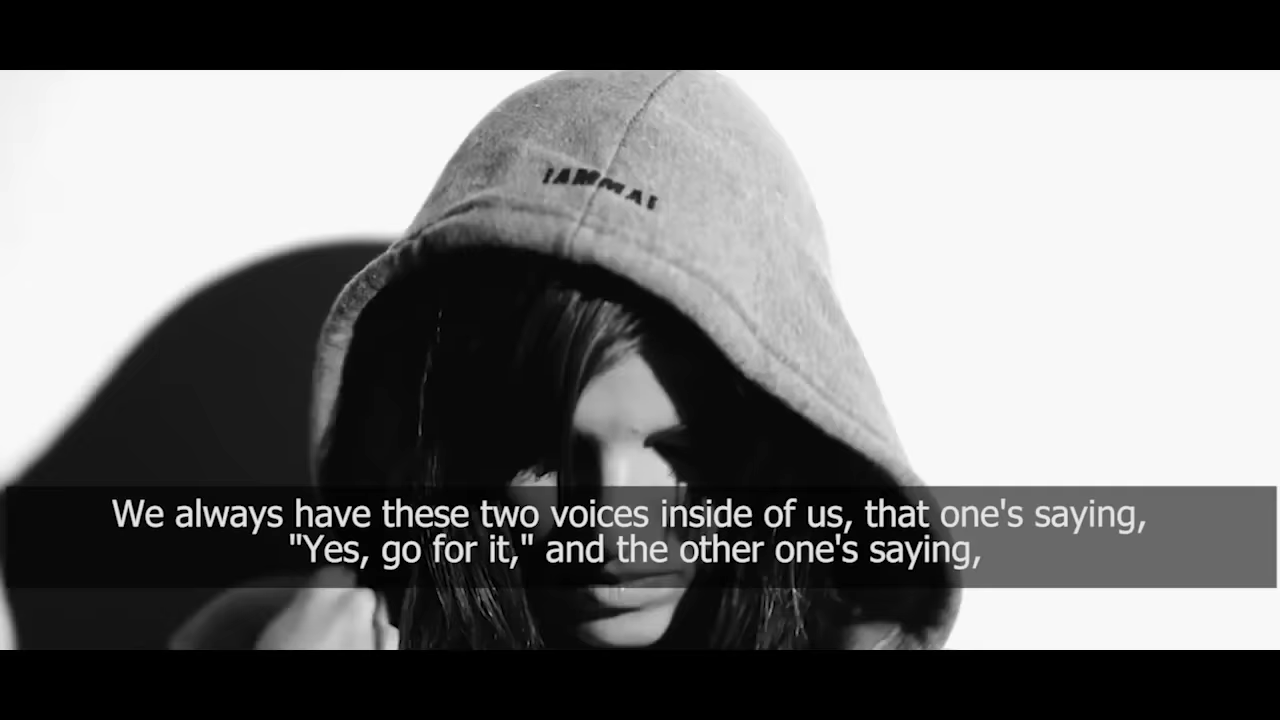 We always have these two voices inside of us, that one's saying,
"Yes, go for it," and the other one's saying,